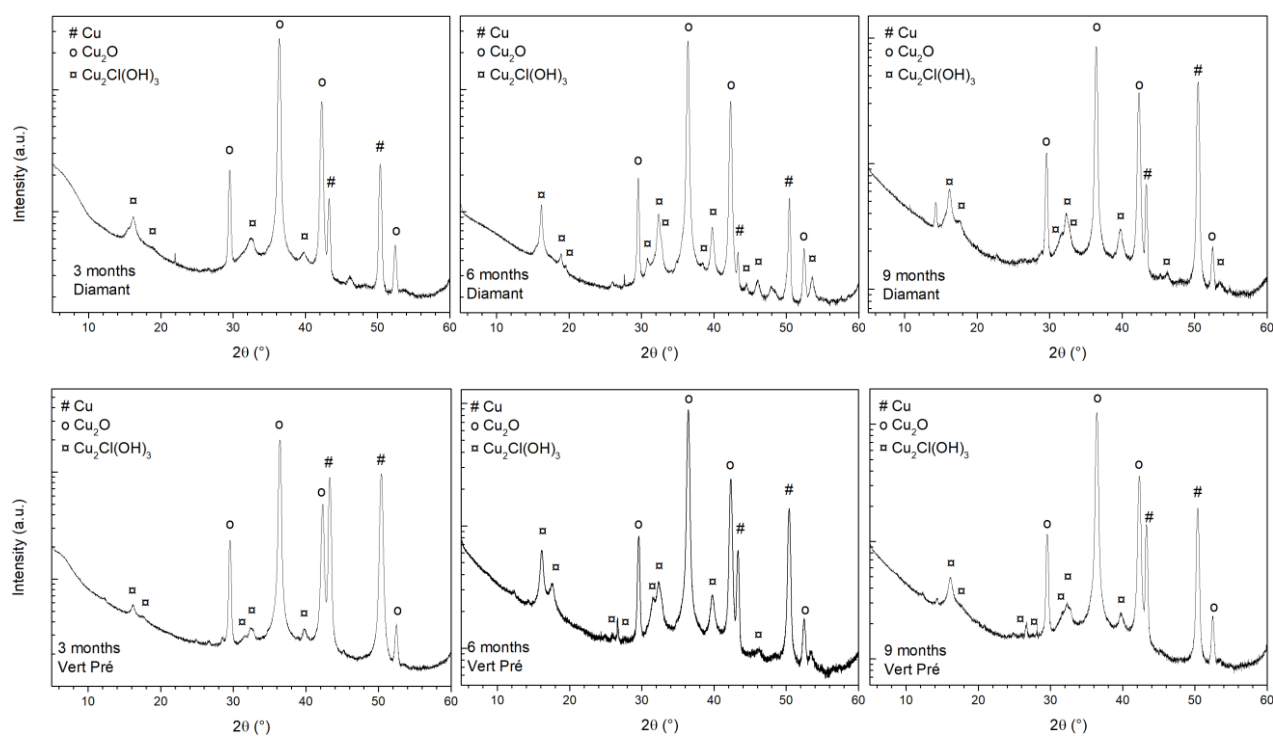 # Cu
o Cu₂O
¤ Cu₂Cl(OH)₃
Intensity (a.u.)
3 months
Diamant
10 20 30 40 50 60
2θ (°)
# Cu
o Cu₂O
¤ Cu₂Cl(OH)₃
6 months
Diamant
10 20 30 40 50 60
2θ (°)
# Cu
o Cu₂O
¤ Cu₂Cl(OH)₃
9 months
Diamant
10 20 30 40 50 60
2θ (°)
# Cu
o Cu₂O
¤ Cu₂Cl(OH)₃
Intensity (a.u.)
3 months
Vert Pré
10 20 30 40 50 60
2θ (°)
# Cu
o Cu₂O
¤ Cu₂Cl(OH)₃
6 months
Vert Pré
10 20 30 40 50 60
2θ (°)
# Cu
o Cu₂O
¤ Cu₂Cl(OH)₃
9 months
Vert Pré
10 20 30 40 50 60
2θ (°)